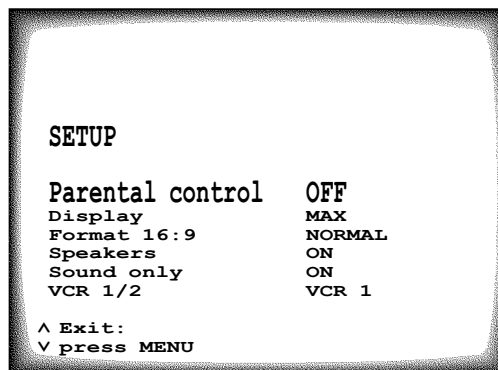 SETUP
Parental control OFF
Display MAX
Format 16:9 NORMAL
Speakers ON
Sound only ON
VCR 1/2 VCR 1
∧ Exit:
∨ press MENU